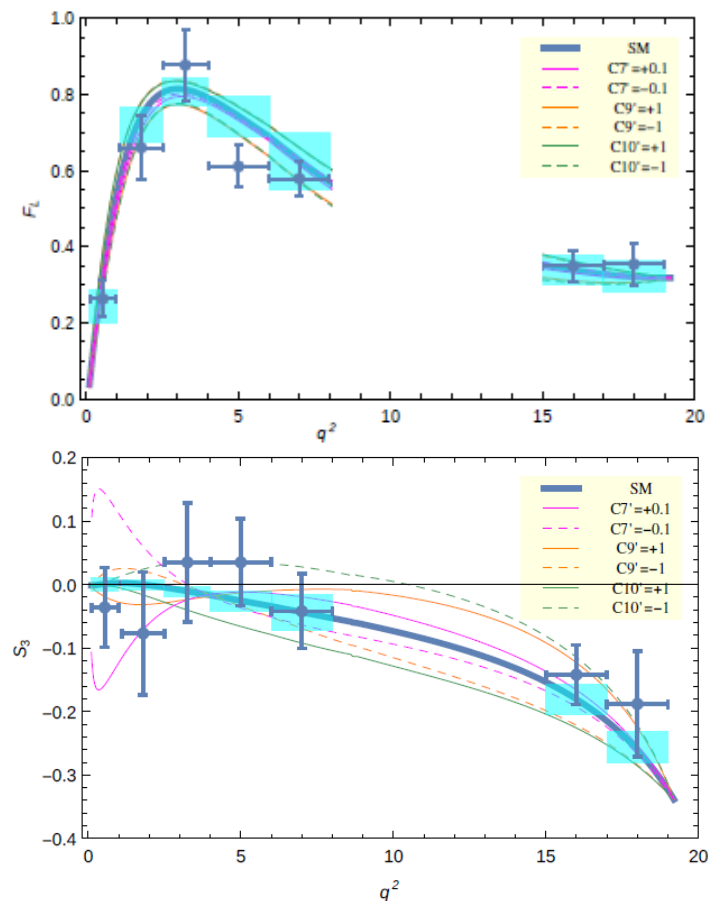 1.0
0.8
0.6
0.4
0.2
0.0
F_L
0 5 10 15 20
q²
SM
C7'=+0.1
C7'=-0.1
C9'=+1
C9'=-1
C10'=+1
C10'=-1
0.2
0.1
0.0
−0.1
−0.2
−0.3
−0.4
S₃
0 5 10 15 20
q²
SM
C7'=+0.1
C7'=-0.1
C9'=+1
C9'=-1
C10'=+1
C10'=-1